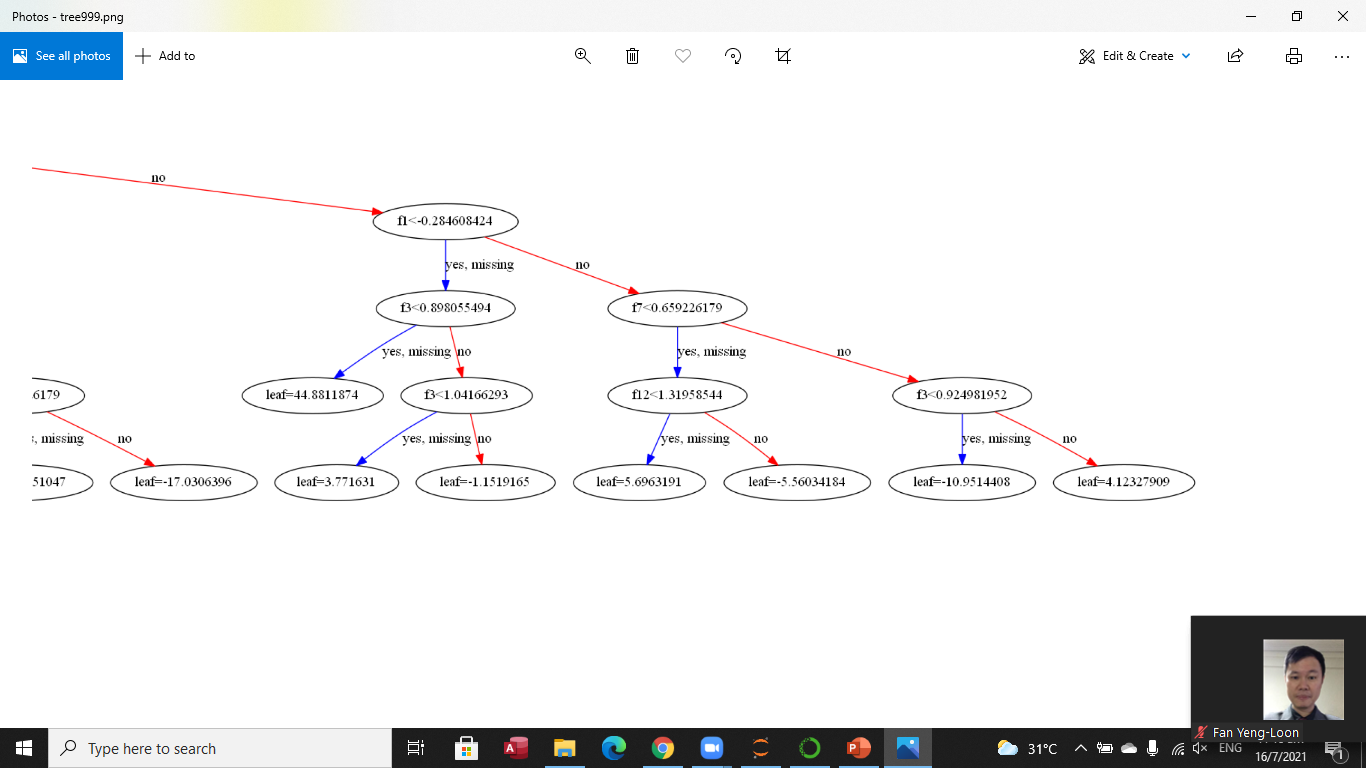 Photos - tree999.png
See all photos
Add to
Edit & Create
no
f1<-0.284608424
yes, missing
no
f3<0.898055494
f7<0.659226179
yes, missing
no
yes, missing
no
6179
leaf=44.8811874
f3<1.04166293
f12<1.31958544
f3<0.924981952
s, missing
no
yes, missing
no
yes, missing
no
yes, missing
no
51047
leaf=-17.0306396
leaf=3.771631
leaf=-1.1519165
leaf=5.6963191
leaf=-5.56034184
leaf=-10.9514408
leaf=4.12327909
Fan Yeng-Loon
Type here to search
31°C
ENG
16/7/2021
1